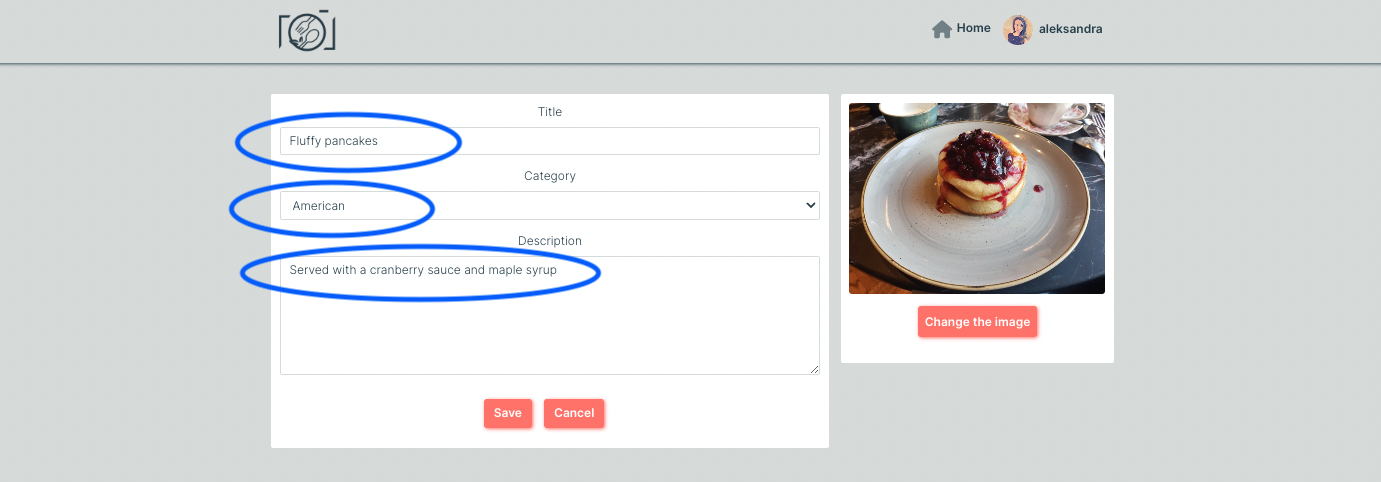 Home aleksandra
Title
Fluffy pancakes
Category
American
Description
Served with a cranberry sauce and maple syrup
Change the image
Save Cancel